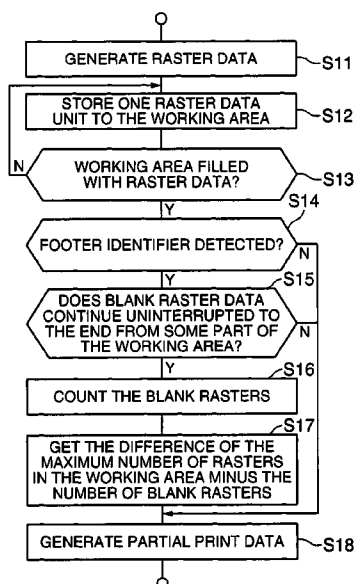 GENERATE RASTER DATA
S11
STORE ONE RASTER DATA
UNIT TO THE WORKING AREA
S12
N
WORKING AREA FILLED
WITH RASTER DATA?
S13
Y
S14
FOOTER IDENTIFIER DETECTED?
N
Y
S15
DOES BLANK RASTER DATA
CONTINUE UNINTERRUPTED TO
THE END FROM SOME PART OF
THE WORKING AREA?
N
Y
S16
COUNT THE BLANK RASTERS
S17
GET THE DIFFERENCE OF THE
MAXIMUM NUMBER OF RASTERS
IN THE WORKING AREA MINUS THE
NUMBER OF BLANK RASTERS
GENERATE PARTIAL PRINT DATA
S18